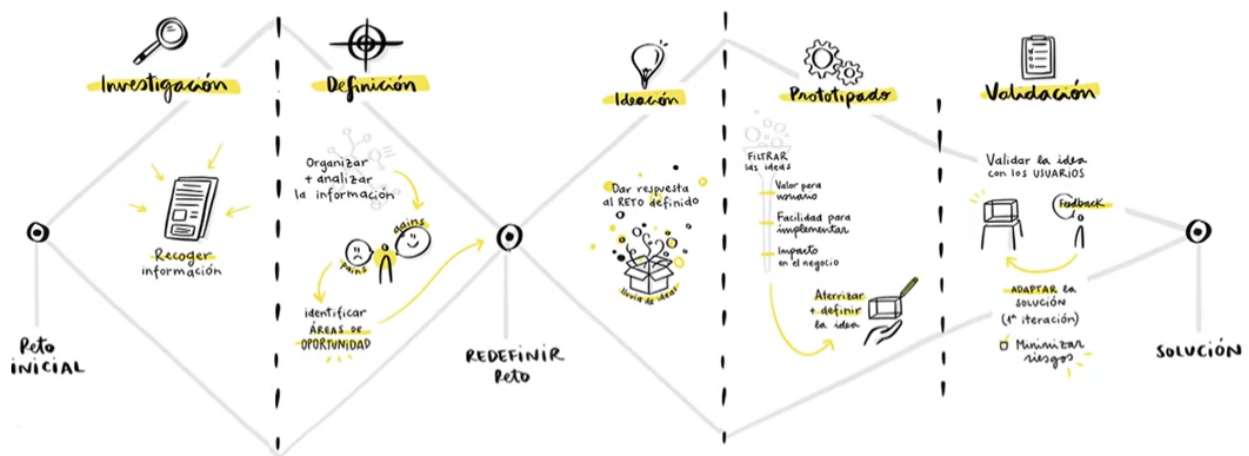 Investigación
Recoger
información
Reto
INICIAL
Definición
Organizar
+ analizar
la información
gains
pains
identificar
ÁREAS DE
OPORTUNIDAD
REDEFINIR
Reto
Ideación
Dar respuesta
al RETO definido
lluvia de ideas
Prototipado
FILTRAR
las ideas
Valor para
usuario
Facilidad para
implementar
Impacto
en el negocio
Aterrizar
+ definir
la idea
Validación
Validar la idea
con los USUARIOS
Feedback
ADAPTAR la
SOLUCIÓN
(1ª iteración)
Minimizar
riesgos
SOLUCIÓN